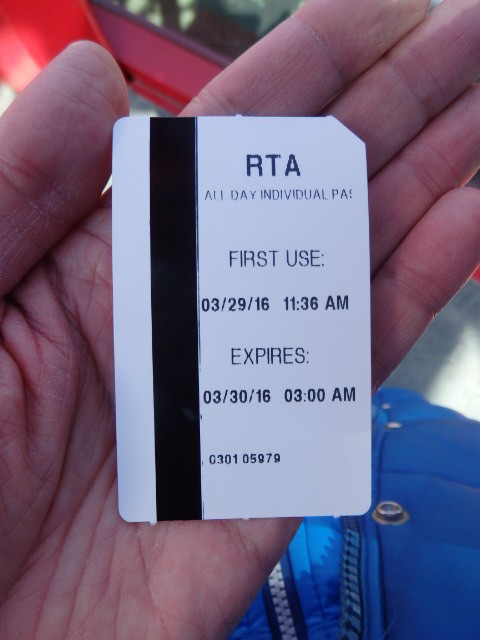 RTA
ALL DAY INDIVIDUAL PAS
FIRST USE:
03/29/16 11:36 AM
EXPIRES:
03/30/16 03:00 AM
0301 05979